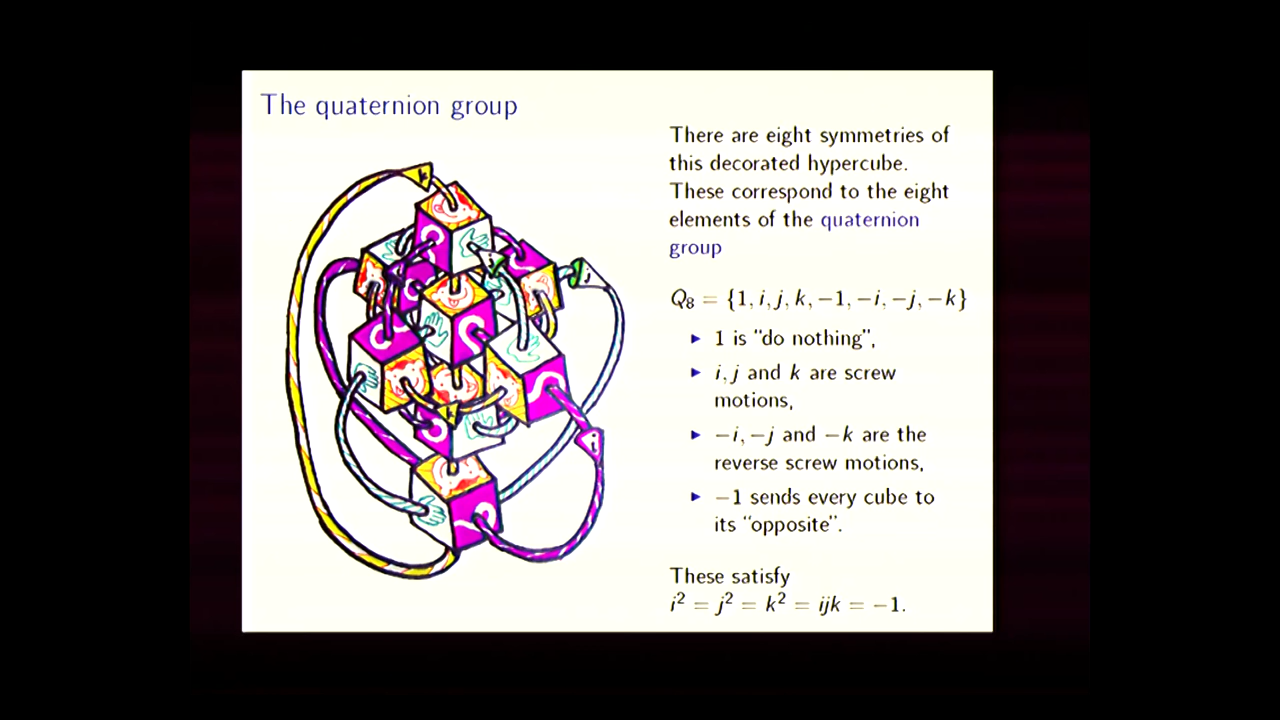 The quaternion group
There are eight symmetries of
this decorated hypercube.
These correspond to the eight
elements of the quaternion
group
Q₈ = {1, i, j, k, −1, −i, −j, −k}
▶ 1 is "do nothing",
▶ i, j and k are screw
motions,
▶ −i, −j and −k are the
reverse screw motions,
▶ −1 sends every cube to
its "opposite".
These satisfy
i² = j² = k² = ijk = −1.
k
j
k
i